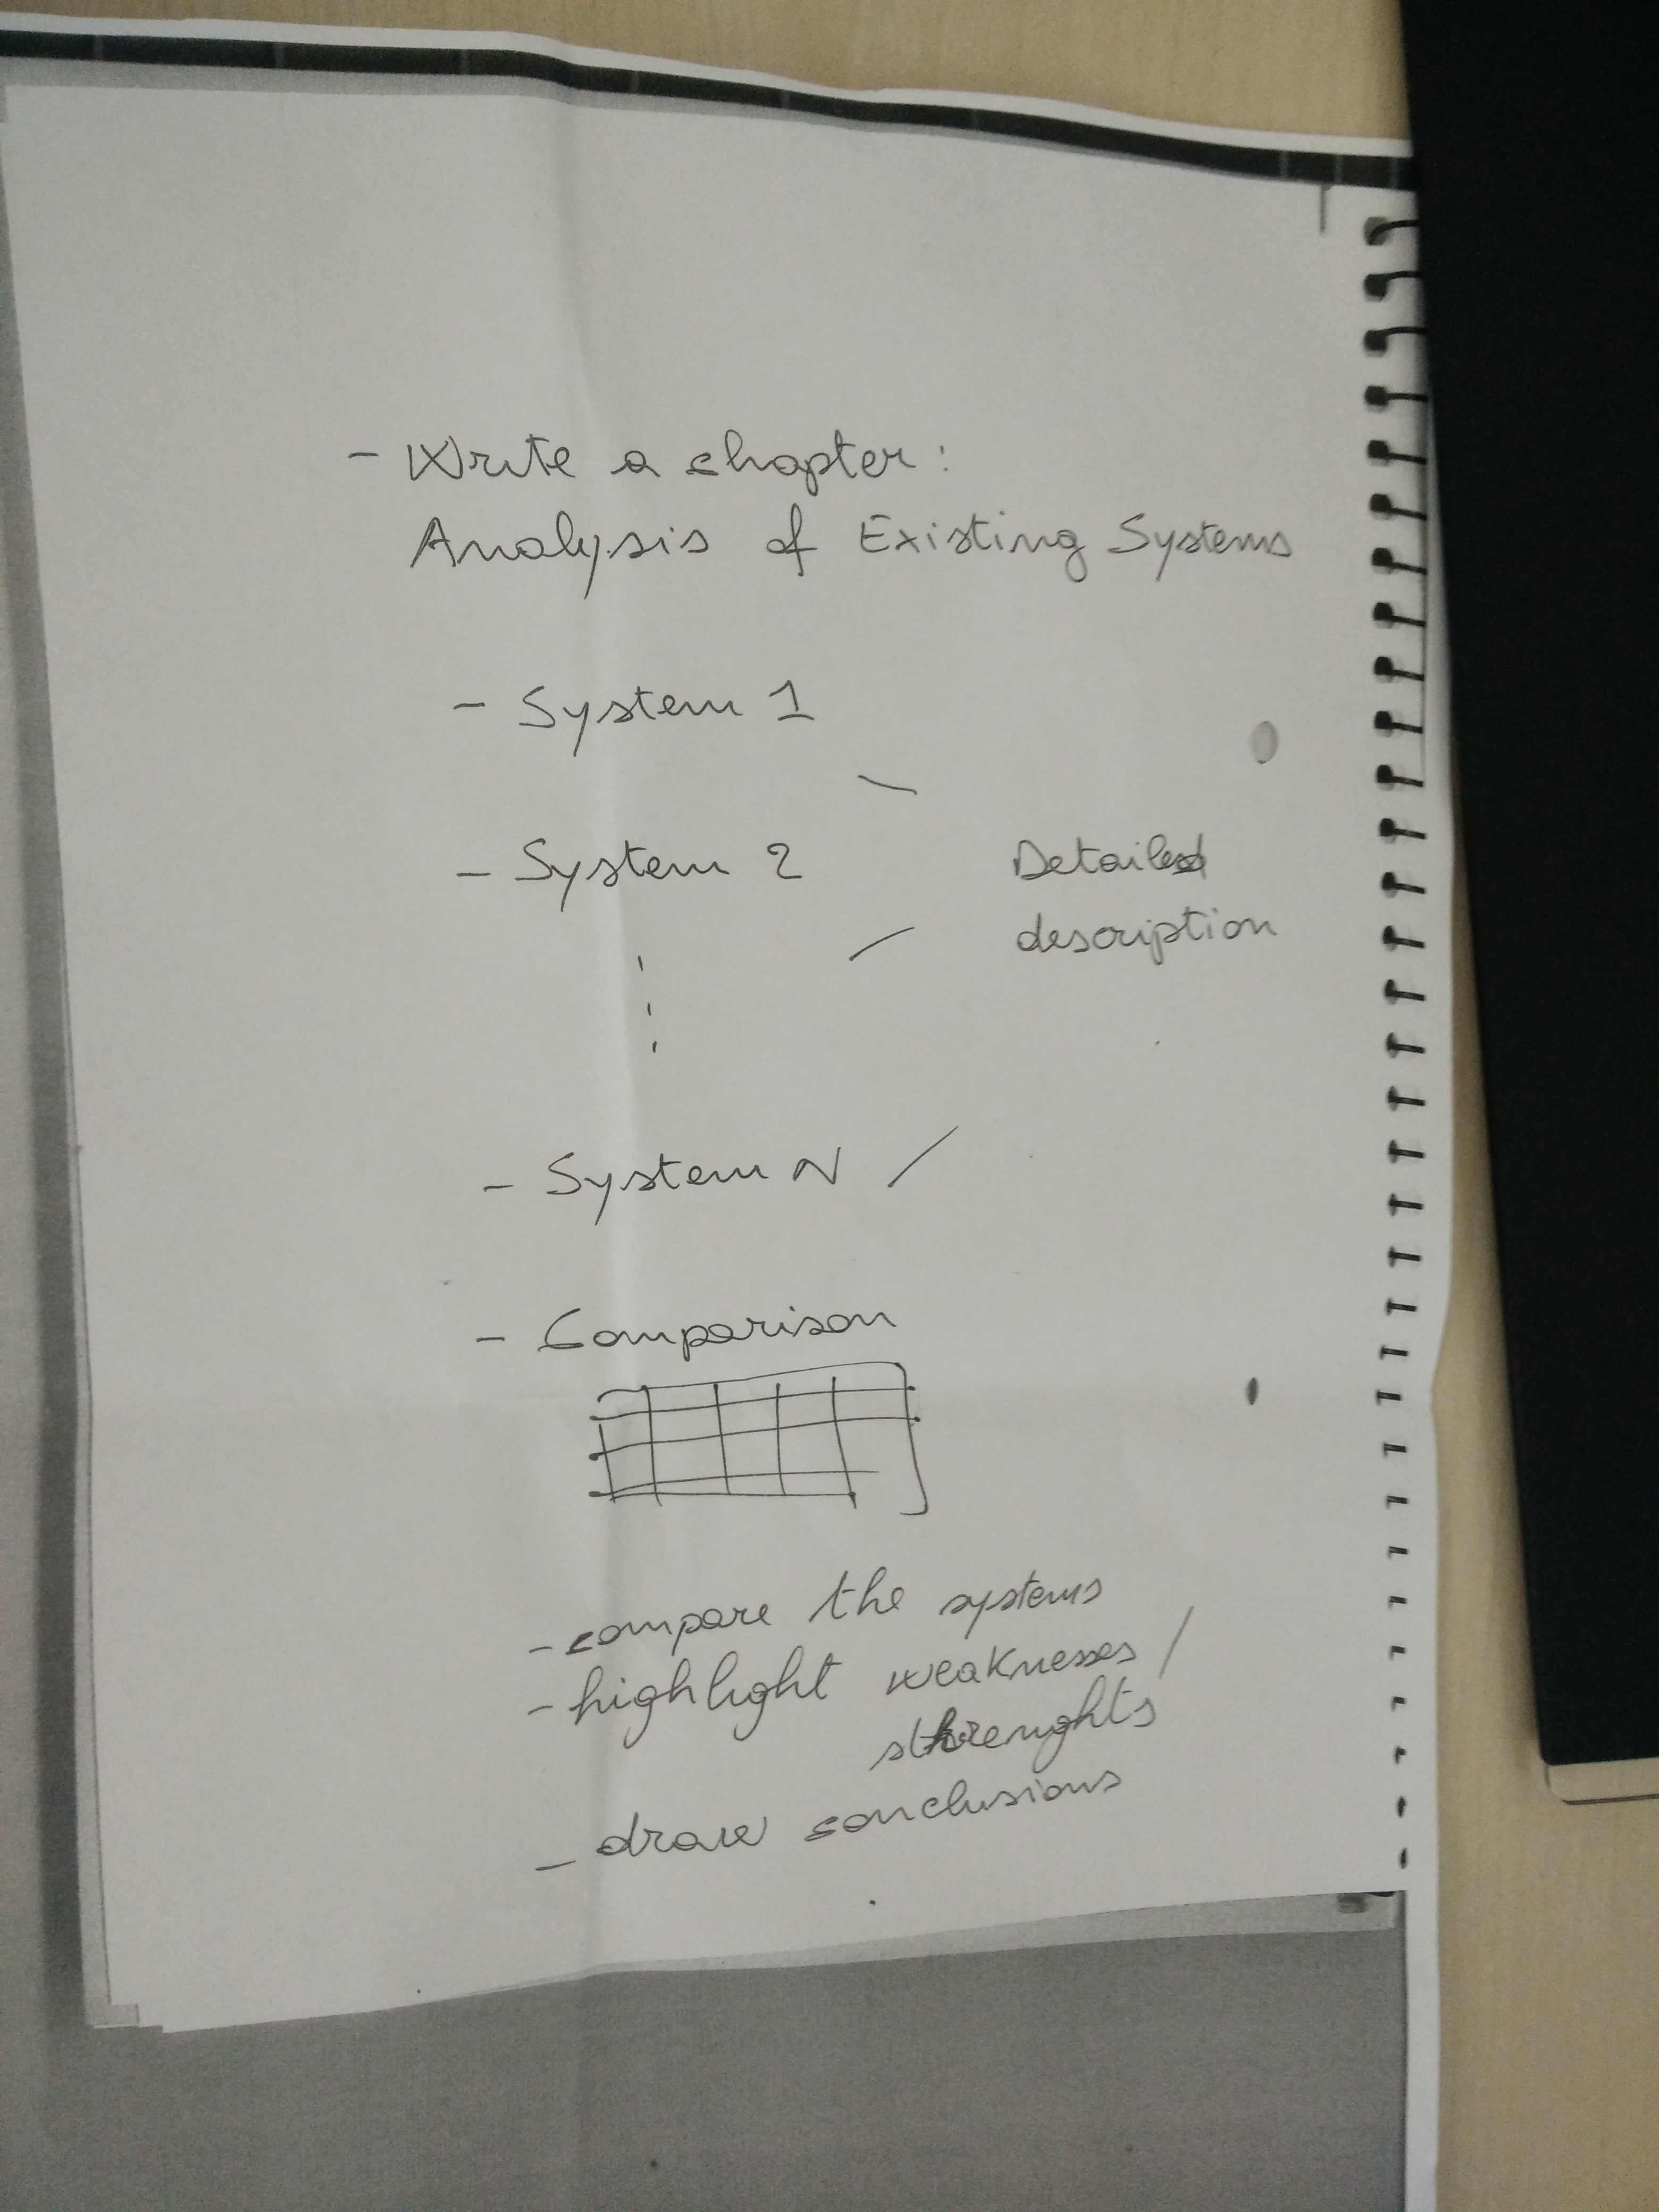 - Write a chapter:
Analysis of Existing Systems
- System 1
- System 2
Detailed
description
- System N
- Comparison
- compare the systems
- highlight weaknesses /
strenghts
- draw conclusions